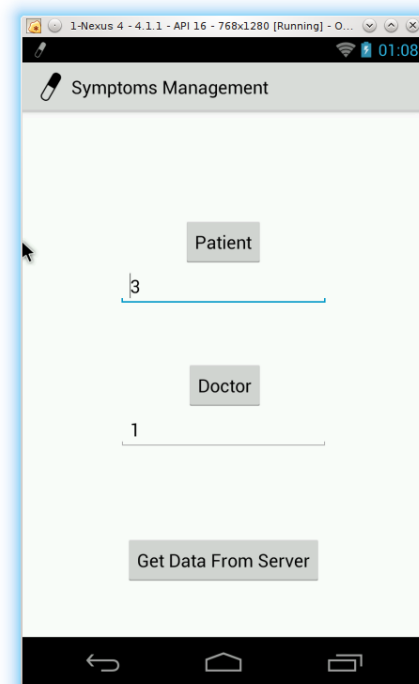 1-Nexus 4 - 4.1.1 - API 16 - 768x1280 [Running] - O...
01:08
Symptoms Management
Patient
3
Doctor
1
Get Data From Server